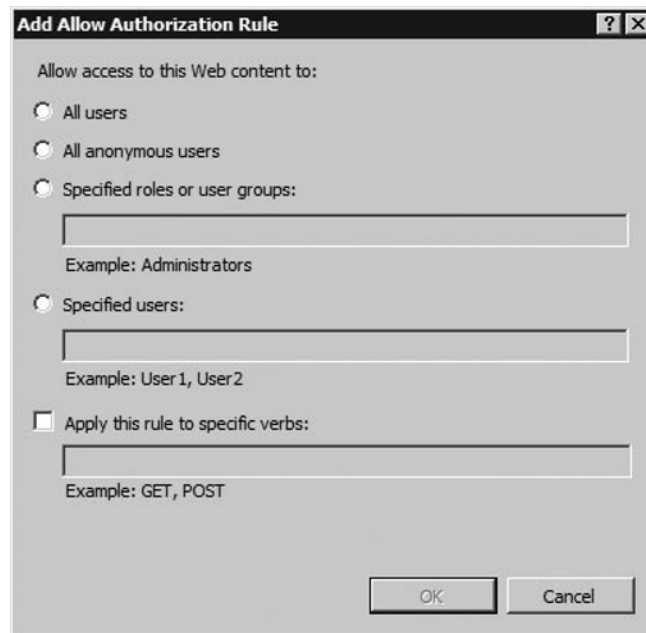 Add Allow Authorization Rule
Allow access to this Web content to:
All users
All anonymous users
Specified roles or user groups:
Example: Administrators
Specified users:
Example: User1, User2
Apply this rule to specific verbs:
Example: GET, POST
OK
Cancel